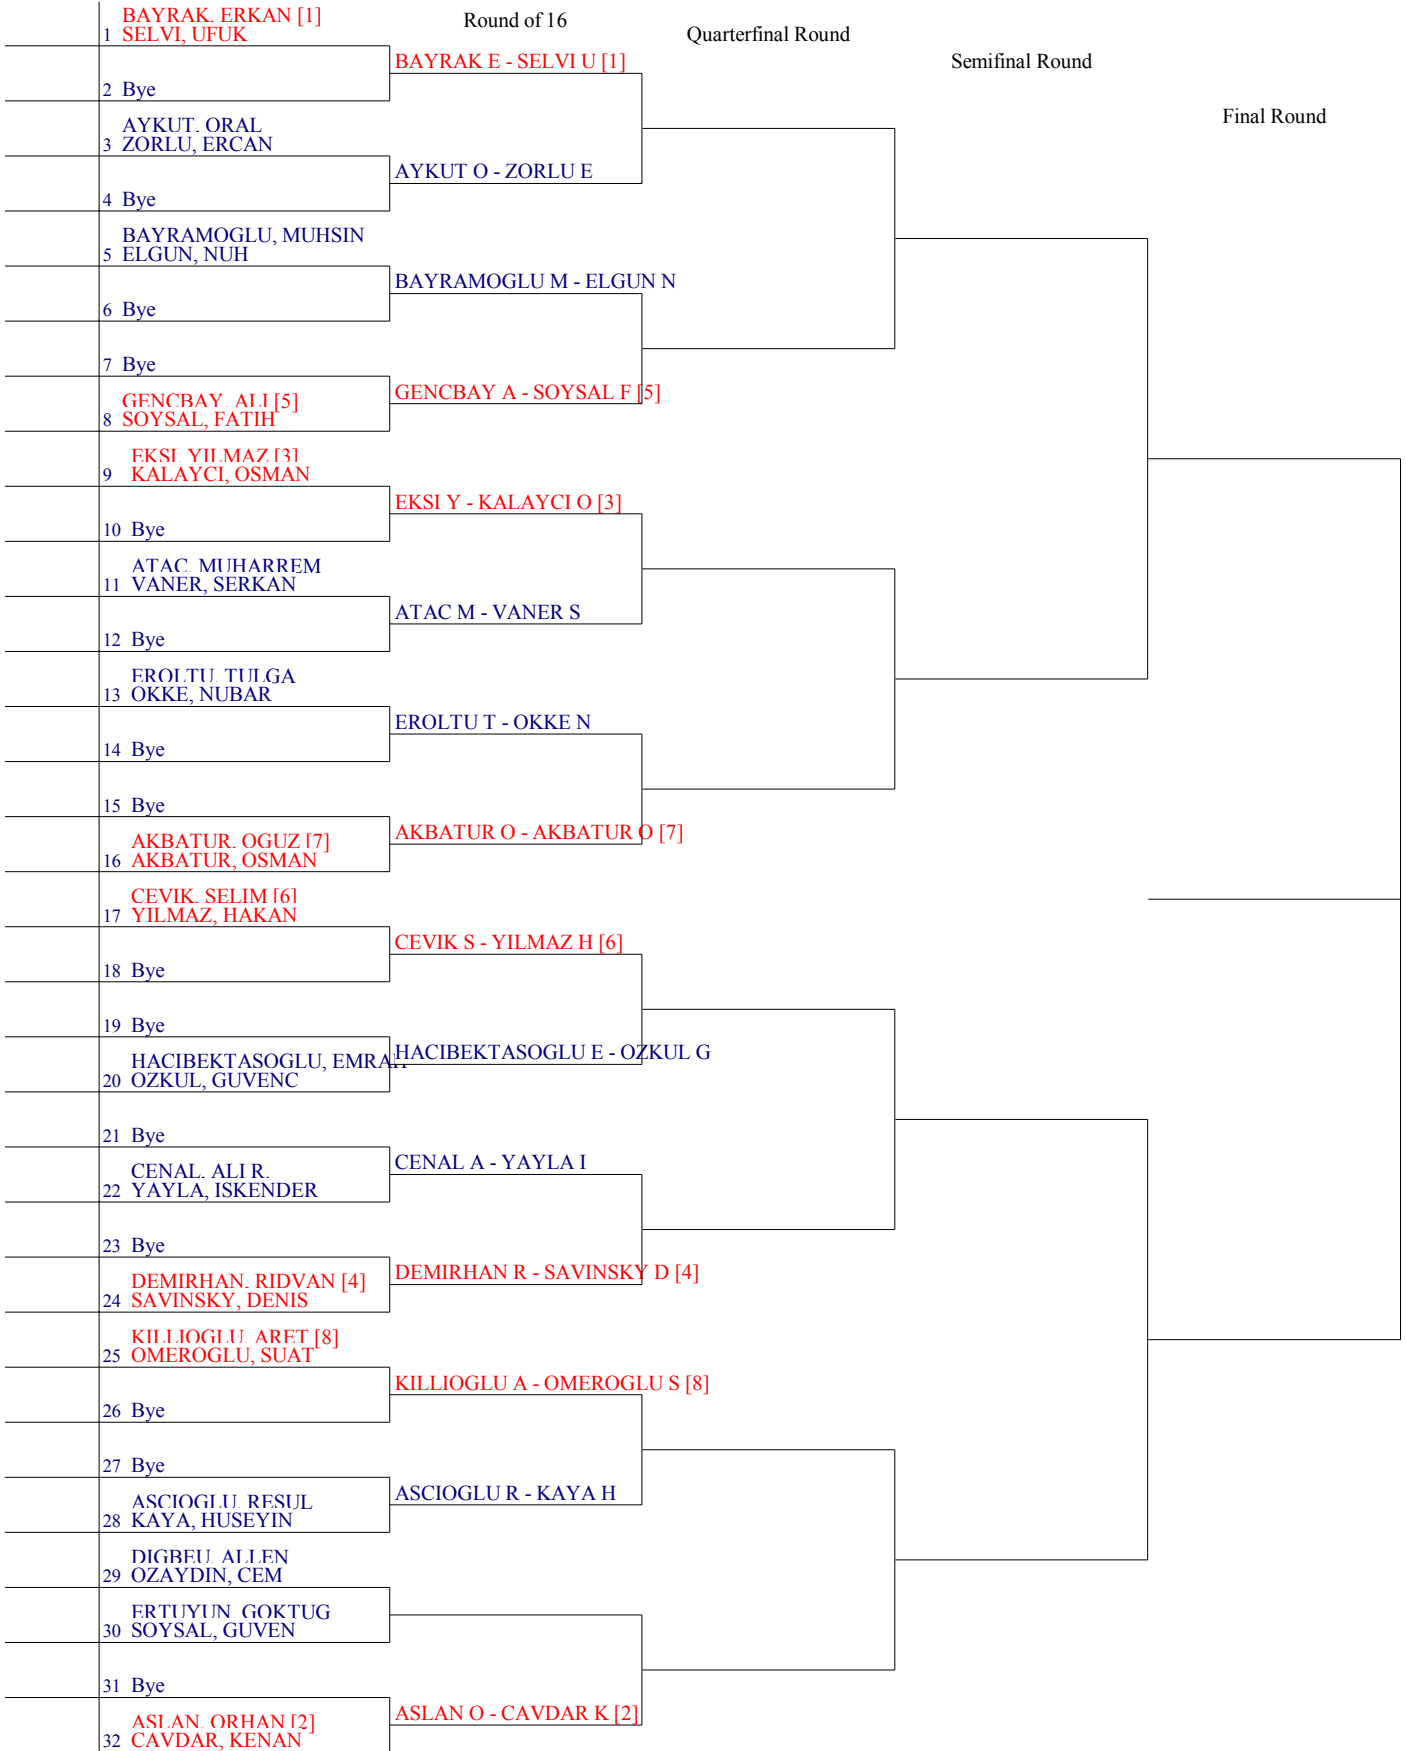 BAYRAK, ERKAN [1]
1 SELVI, UFUK
2 Bye
AYKUT, ORAL
3 ZORLU, ERCAN
4 Bye
BAYRAMOGLU, MUHSIN
5 ELGUN, NUH
6 Bye
7 Bye
GENCBAY, ALI [5]
8 SOYSAL, FATIH
EKSI, YILMAZ [3]
9 KALAYCI, OSMAN
10 Bye
ATAC, MUHARREM
11 VANER, SERKAN
12 Bye
EROLTU, TULGA
13 OKKE, NUBAR
14 Bye
15 Bye
AKBATUR, OGUZ [7]
16 AKBATUR, OSMAN
CEVIK, SELIM [6]
17 YILMAZ, HAKAN
18 Bye
19 Bye
HACIBEKTASOGLU, EMRAH
20 OZKUL, GUVENC
21 Bye
CENAL, ALI R.
22 YAYLA, ISKENDER
23 Bye
DEMIRHAN, RIDVAN [4]
24 SAVINSKY, DENIS
KILLIOGLU, ARET [8]
25 OMEROGLU, SUAT
26 Bye
27 Bye
ASCIOGLU, RESUL
28 KAYA, HUSEYIN
DIGBEU, ALLEN
29 OZAYDIN, CEM
ERTUYUN, GOKTUG
30 SOYSAL, GUVEN
31 Bye
ASLAN, ORHAN [2]
32 CAVDAR, KENAN
Round of 16
BAYRAK E - SELVI U [1]
AYKUT O - ZORLU E
BAYRAMOGLU M - ELGUN N
GENCBAY A - SOYSAL F [5]
EKSI Y - KALAYCI O [3]
ATAC M - VANER S
EROLTU T - OKKE N
AKBATUR O - AKBATUR O [7]
CEVIK S - YILMAZ H [6]
HACIBEKTASOGLU E - OZKUL G
CENAL A - YAYLA I
DEMIRHAN R - SAVINSKY D [4]
KILLIOGLU A - OMEROGLU S [8]
ASCIOGLU R - KAYA H
ASLAN O - CAVDAR K [2]
Quarterfinal Round
Semifinal Round
Final Round